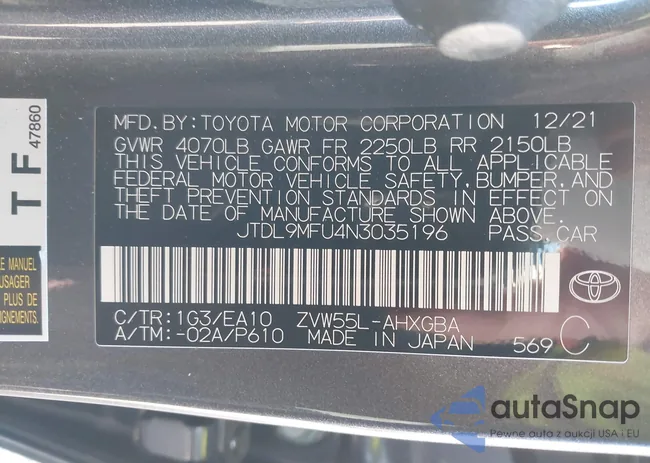 MFD.BY:TOYOTA MOTOR CORPORATION 12/21
GVWR 4070LB GAWR FR 2250LB RR 2150LB
THIS VEHICLE CONFORMS TO ALL APPLICABLE
FEDERAL MOTOR VEHICLE SAFETY,BUMPER,AND
THEFT PREVENTION STANDARDS IN EFFECT ON
THE DATE OF MANUFACTURE SHOWN ABOVE.
JTDL9MFU4N3035196 PASS.CAR
C/TR:1G3/EA10 ZVW55L-AHXGBA
A/TM:-02A/P610 MADE IN JAPAN 569 C
T F
47860
E MANUEL
USAGER
PLUS DE
autaSnap
Pewne auta z aukcji USA i EU